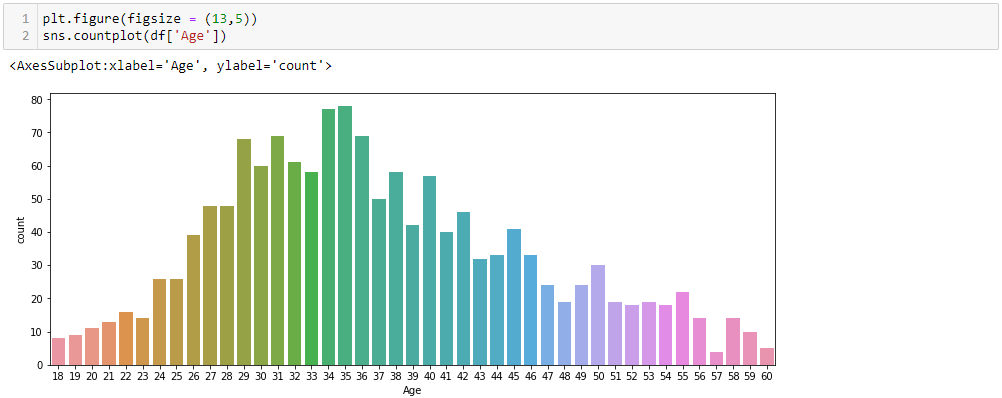 1 plt.figure(figsize = (13,5))
2 sns.countplot(df['Age'])
<AxesSubplot:xlabel='Age', ylabel='count'>
80
70
60
50
40
30
20
10
0
count
18 19 20 21 22 23 24 25 26 27 28 29 30 31 32 33 34 35 36 37 38 39 40 41 42 43 44 45 46 47 48 49 50 51 52 53 54 55 56 57 58 59 60
Age